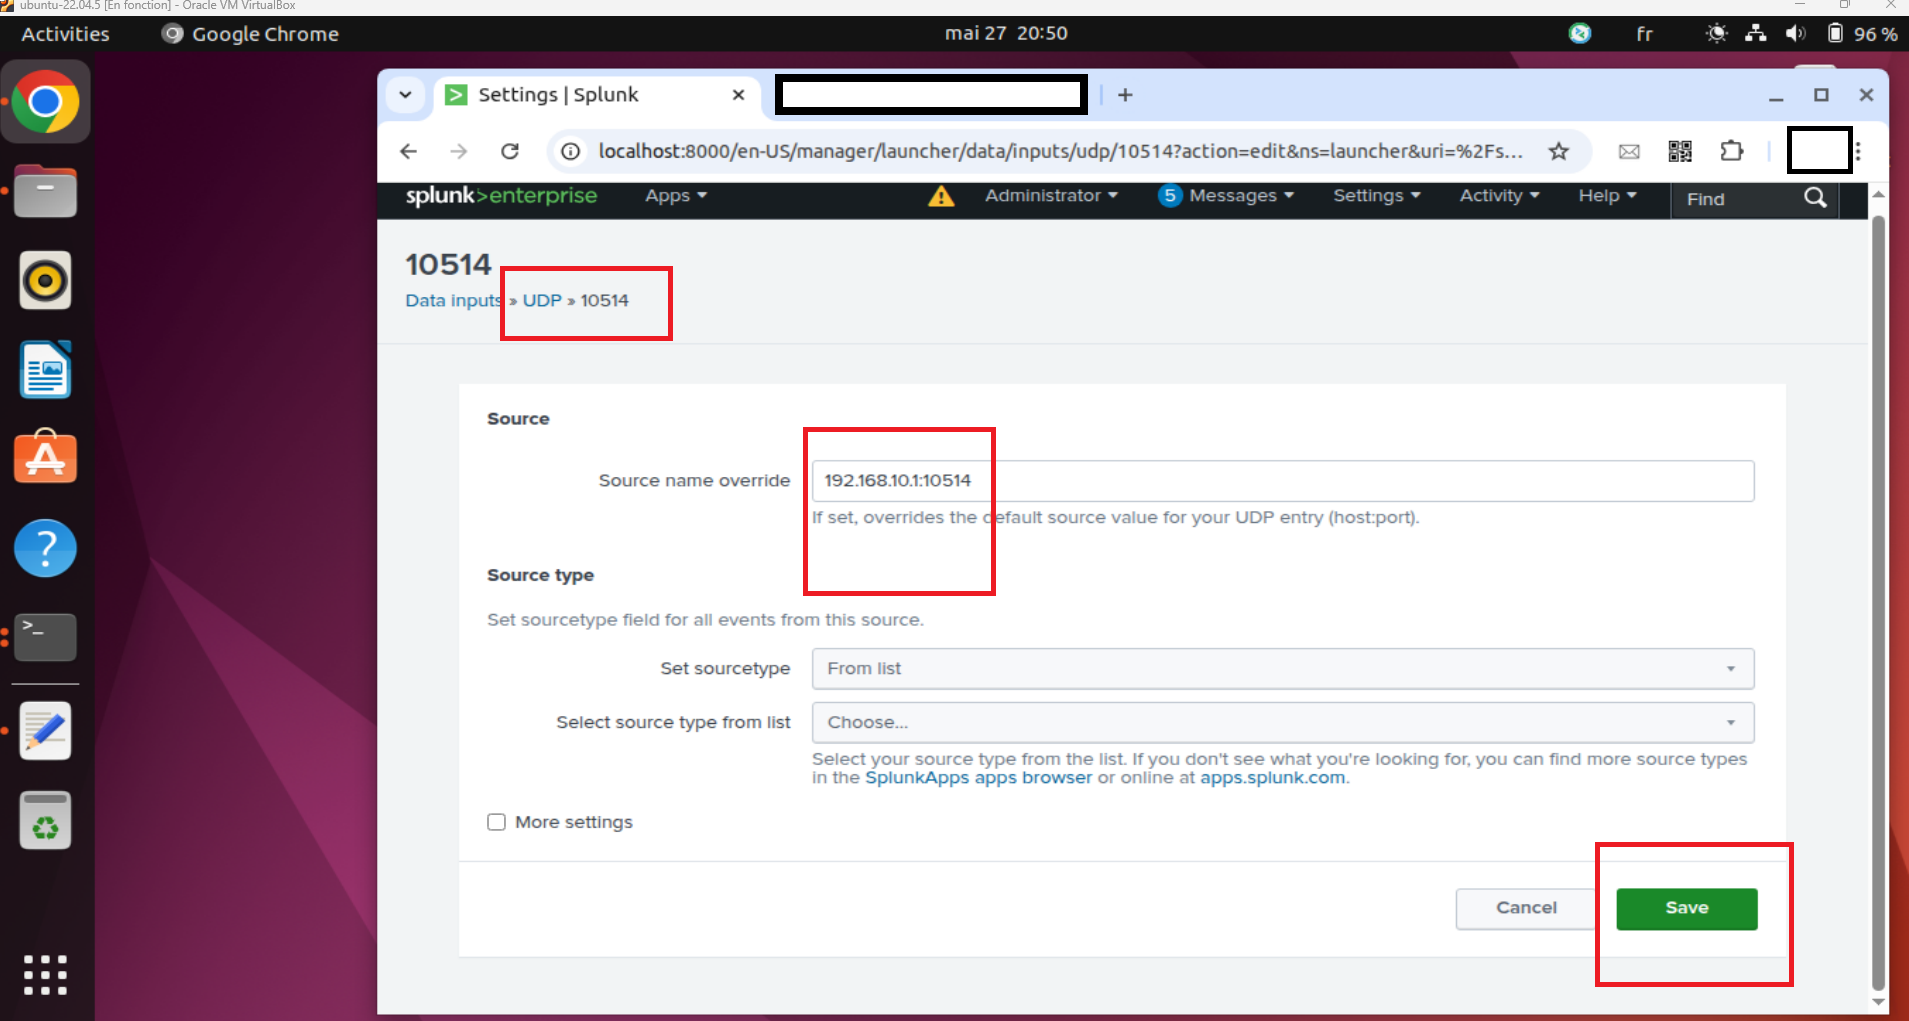 ubuntu-22.04.5 [En fonction] - Oracle VM VirtualBox
Activities Google Chrome mai 27 20:50 fr 96 %
Settings | Splunk
localhost:8000/en-US/manager/launcher/data/inputs/udp/10514?action=edit&ns=launcher&uri=%2Fs...
splunk>enterprise Apps Administrator 5 Messages Settings Activity Help Find
10514
Data inputs » UDP » 10514
Source
Source name override 192.168.10.1:10514
If set, overrides the default source value for your UDP entry (host:port).
Source type
Set sourcetype field for all events from this source.
Set sourcetype From list
Select source type from list Choose...
Select your source type from the list. If you don't see what you're looking for, you can find more source types
in the SplunkApps apps browser or online at apps.splunk.com.
More settings
Cancel Save